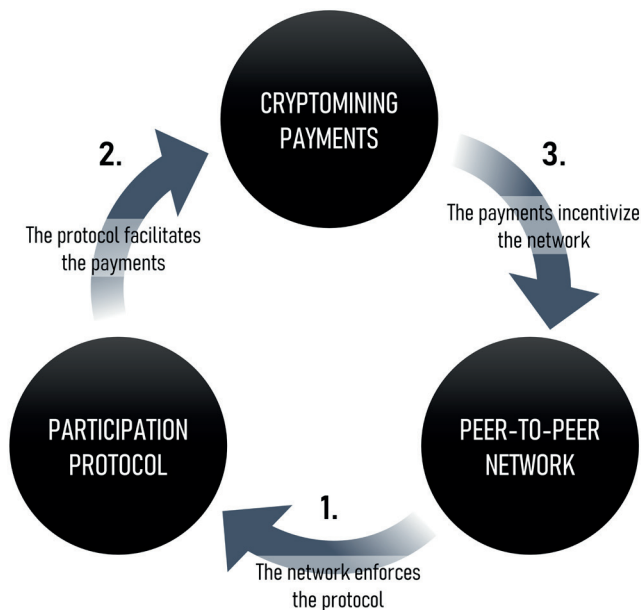 CRYPTOMINING
PAYMENTS
2.
The protocol facilitates
the payments
3.
The payments incentivize
the network
PARTICIPATION
PROTOCOL
PEER-TO-PEER
NETWORK
1.
The network enforces
the protocol